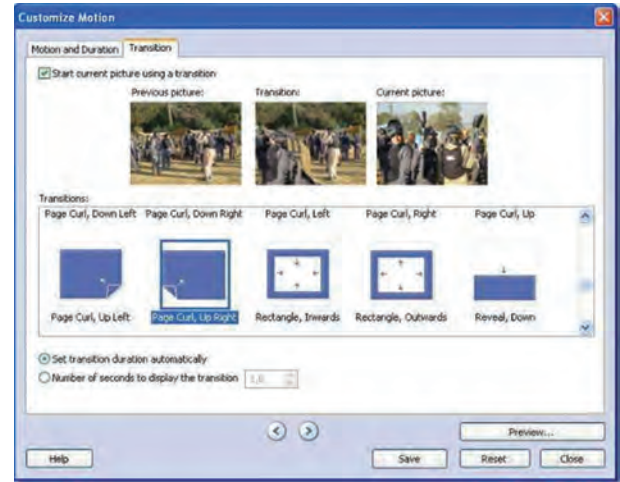 Customize Motion
Motion and Duration Transition
Start current picture using a transition
Previous picture: Transition: Current picture:
Transitions:
Page Curl, Down Left Page Curl, Down Right Page Curl, Left Page Curl, Right Page Curl, Up
Page Curl, Up Left Page Curl, Up Right Rectangle, Inwards Rectangle, Outwards Reveal, Down
Set transition duration automatically
Number of seconds to display the transition 1,0
Preview...
Help Save Reset Close